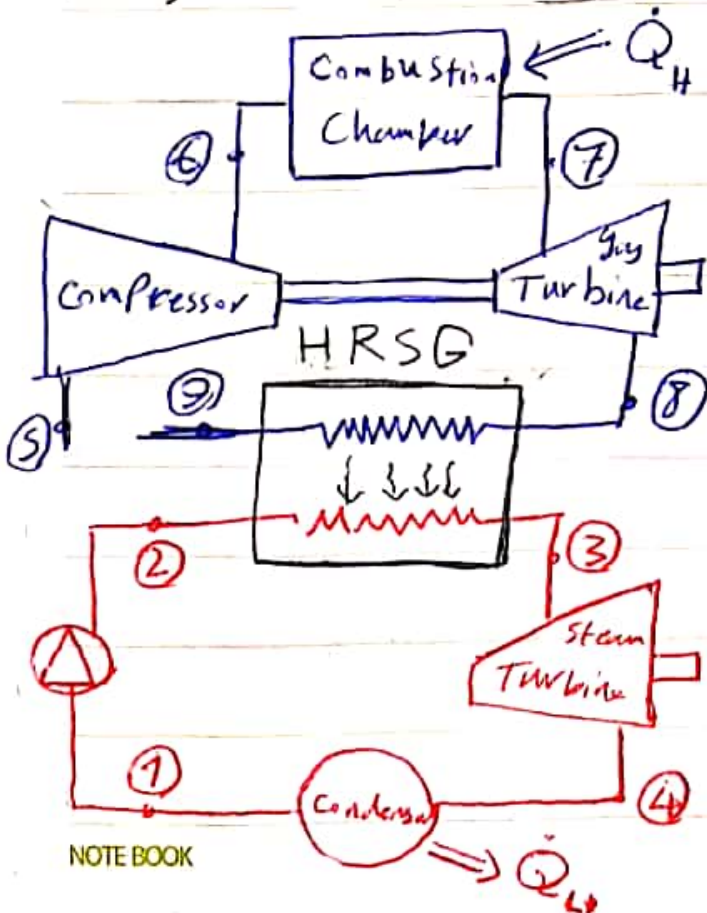 Combustion
Chamber
Q̇H
6
7
Compressor
gas
Turbine
HRSG
5
9
8
2
3
Steam
Turbine
1
Condenser
4
Q̇L
NOTE BOOK